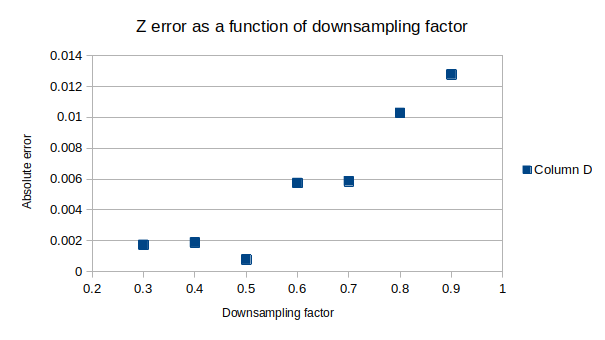 Z error as a function of downsampling factor
0.014
0.012
0.01
0.008
0.006
0.004
0.002
0
Absolute error
Column D
0.2 0.3 0.4 0.5 0.6 0.7 0.8 0.9 1
Downsampling factor